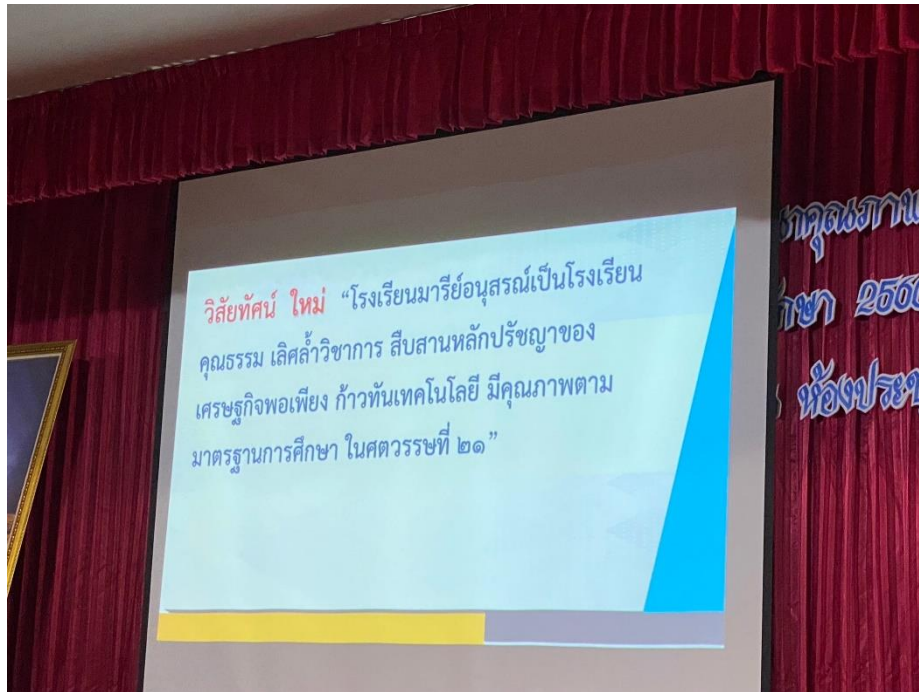 วิสัยทัศน์ ใหม่ “โรงเรียนมารีย์อนุสรณ์เป็นโรงเรียน
คุณธรรม เลิศล้ำวิชาการ สืบสานหลักปรัชญาของ
เศรษฐกิจพอเพียง ก้าวทันเทคโนโลยี มีคุณภาพตาม
มาตรฐานการศึกษา ในศตวรรษที่ ๒๑”